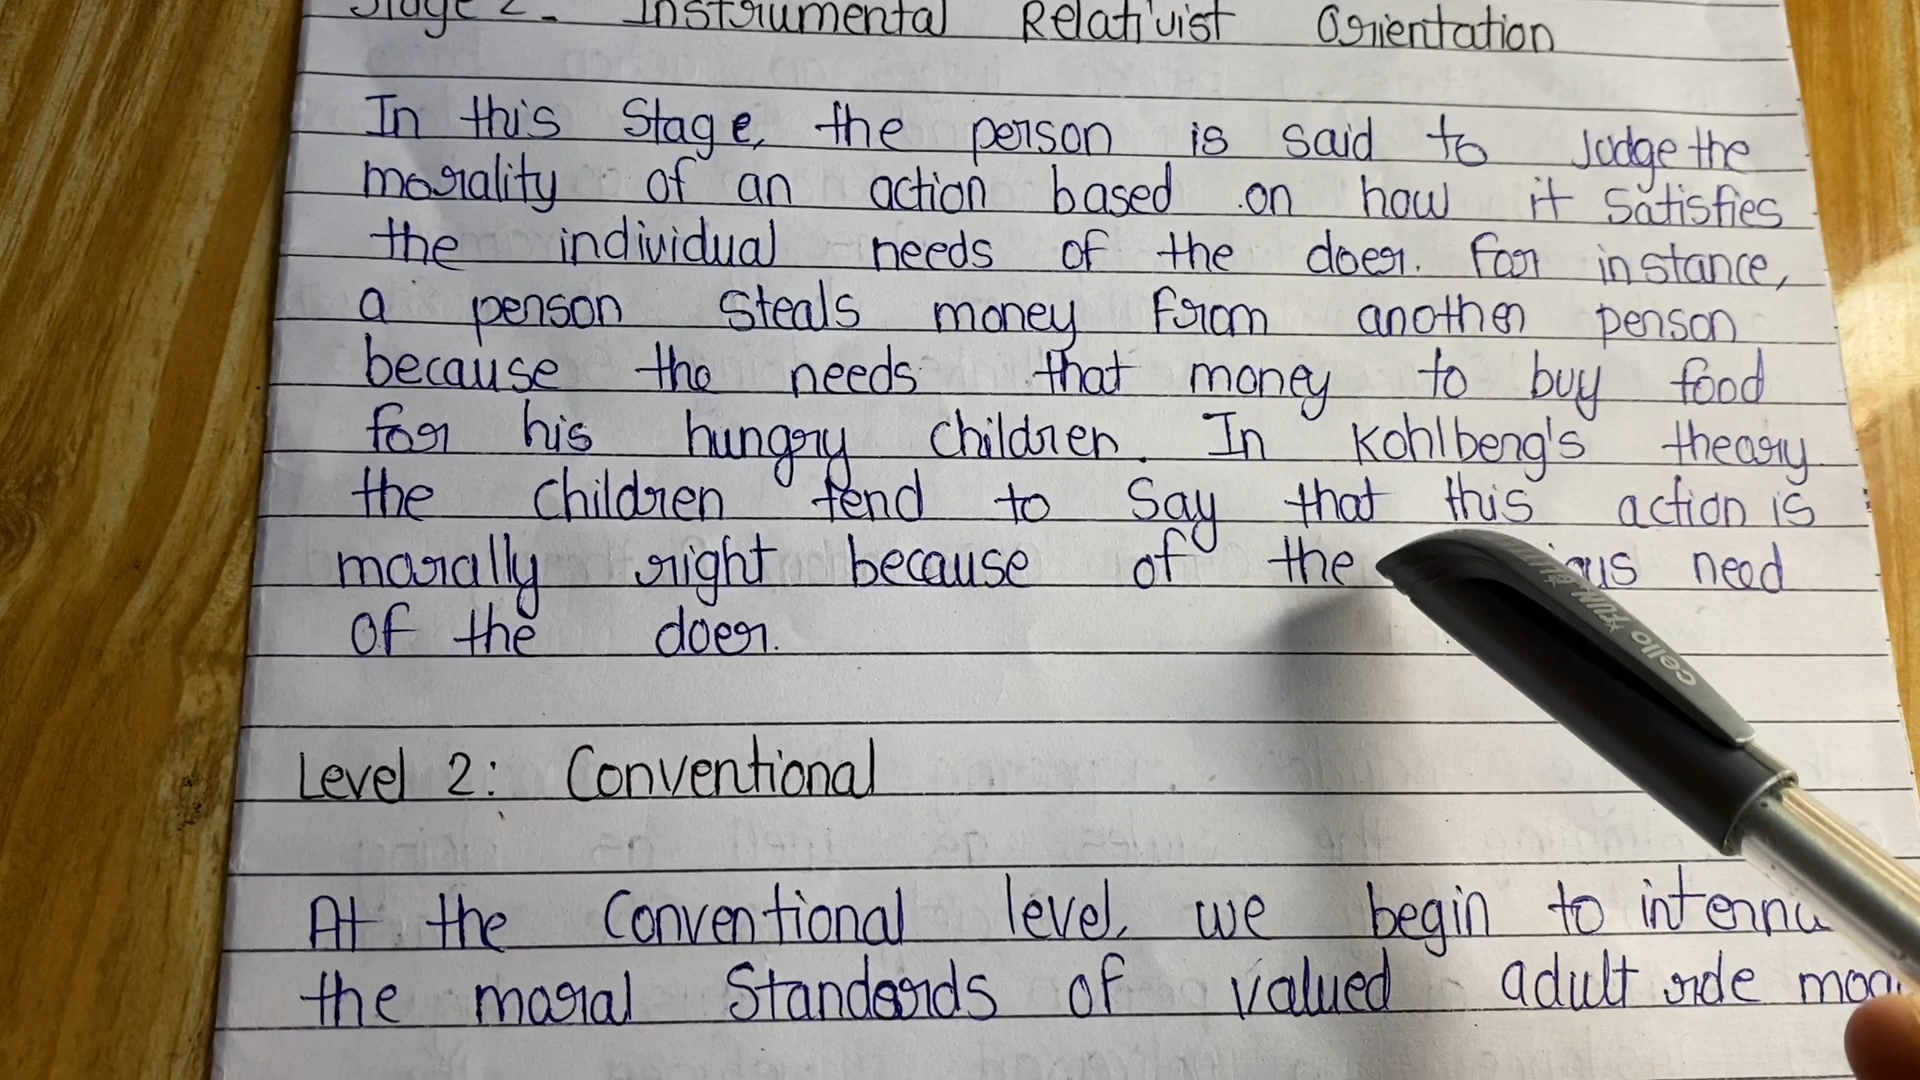 Stage 2. Instrumental Relativist Orientation
In this Stage, the person is said to Judge the
morality of an action based on how it satisfies
the individual needs of the doer. For instance,
a person steals money from another person
because the needs that money to buy food
for his hungry children. In Kohlberg's theory
the children tend to say that this action is
morally right because of the need
of the doer.
Level 2: Conventional
At the Conventional level, we begin to
the moral Standards of valued adult
cello